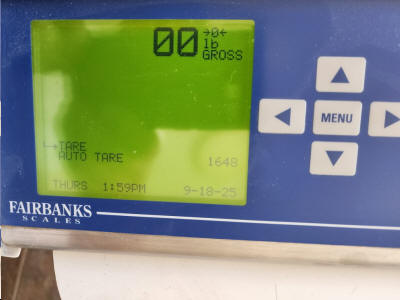 00 →0←
lb
GROSS
MENU
TARE
AUTO TARE 1648
THURS 1:59PM 9-18-25
FAIRBANKS
SCALES